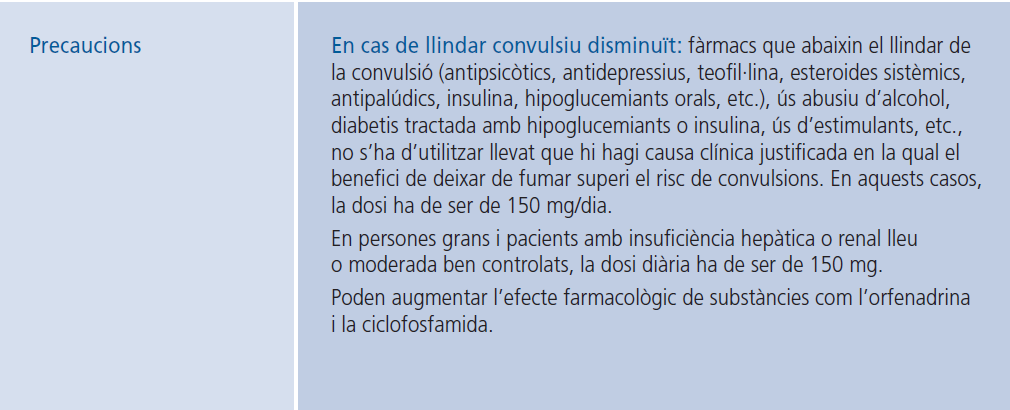 Precaucions
En cas de llindar convulsiu disminuït: fàrmacs que abaixin el llindar de
la convulsió (antipsicòtics, antidepressius, teofil·lina, esteroides sistèmics,
antipalúdics, insulina, hipoglucemiants orals, etc.), ús abusiu d’alcohol,
diabetis tractada amb hipoglucemiants o insulina, ús d’estimulants, etc.,
no s’ha d’utilitzar llevat que hi hagi causa clínica justificada en la qual el
benefici de deixar de fumar superi el risc de convulsions. En aquests casos,
la dosi ha de ser de 150 mg/dia.
En persones grans i pacients amb insuficiència hepàtica o renal lleu
o moderada ben controlats, la dosi diària ha de ser de 150 mg.
Poden augmentar l’efecte farmacològic de substàncies com l’orfenadrina
i la ciclofosfamida.